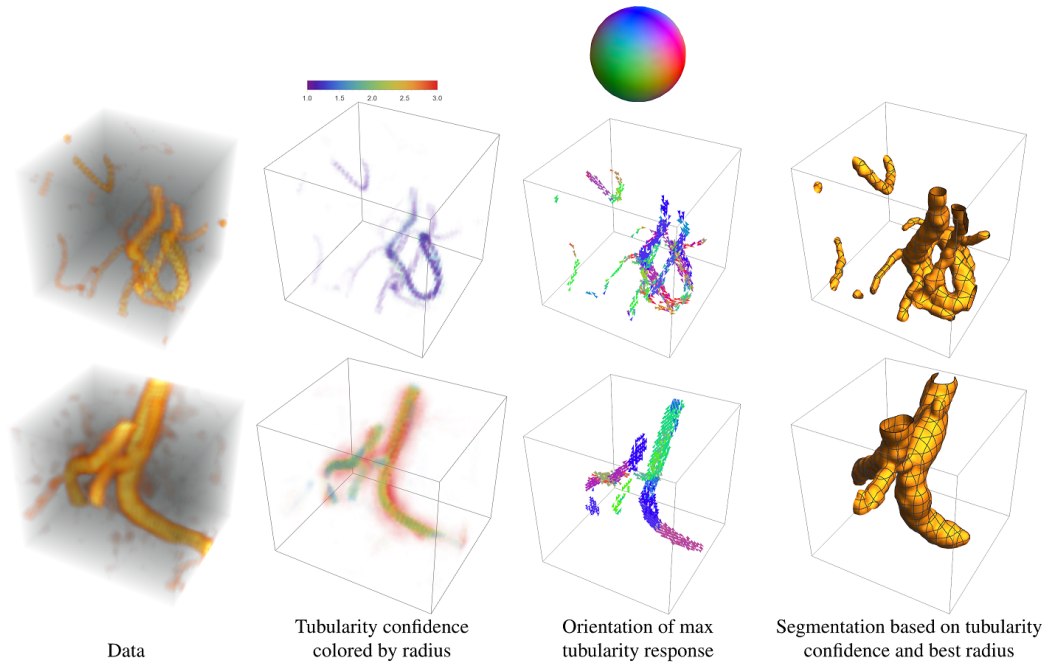 1.0 1.5 2.0 2.5 3.0
Data
Tubularity confidence
colored by radius
Orientation of max
tubularity response
Segmentation based on tubularity
confidence and best radius